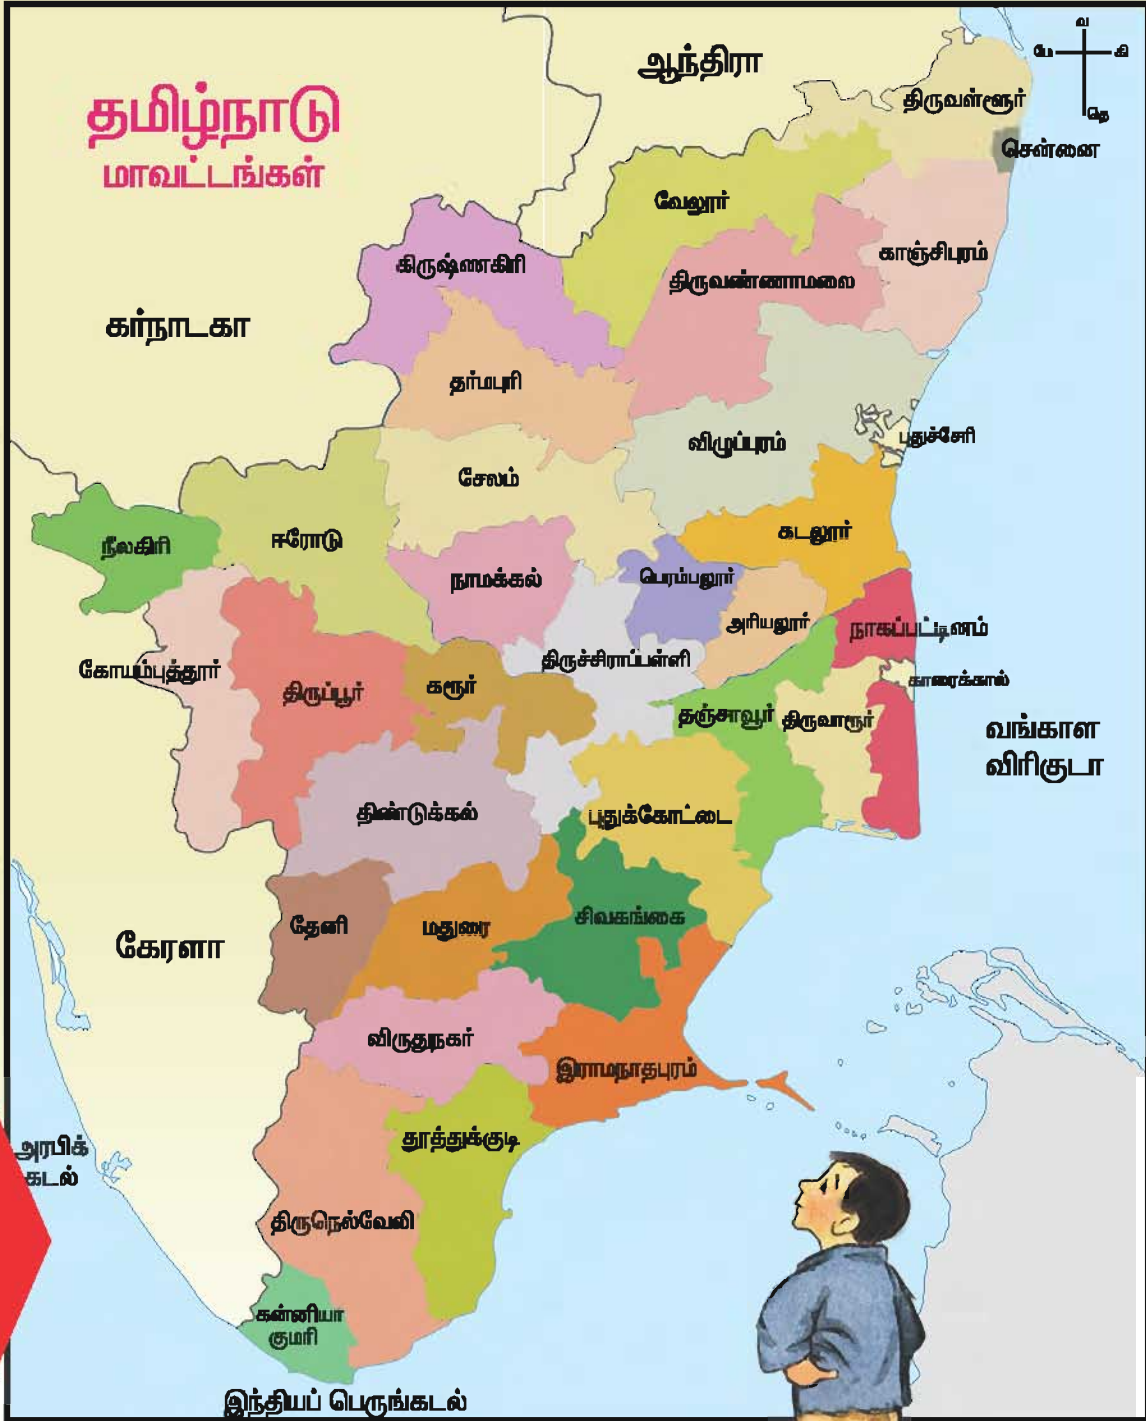 தமிழ்நாடு
மாவட்டங்கள்
ஆந்திரா
வ
மே
கி
தெ
திருவள்ளூர்
சென்னை
வேலூர்
காஞ்சிபுரம்
கிருஷ்ணகிரி
திருவண்ணாமலை
கர்நாடகா
தர்மபுரி
விழுப்புரம்
புதுச்சேரி
சேலம்
கடலூர்
நீலகிரி
ஈரோடு
நாமக்கல்
பெரம்பலூர்
அரியலூர்
நாகப்பட்டினம்
கோயம்புத்தூர்
திருச்சிராப்பள்ளி
காரைக்கால்
திருப்பூர்
கரூர்
தஞ்சாவூர்
திருவாரூர்
வங்காள
விரிகுடா
திண்டுக்கல்
புதுக்கோட்டை
தேனி
மதுரை
சிவகங்கை
கேரளா
விருதுநகர்
இராமநாதபுரம்
அரபிக்
கடல்
தூத்துக்குடி
திருநெல்வேலி
கன்னியா
குமரி
இந்தியப் பெருங்கடல்